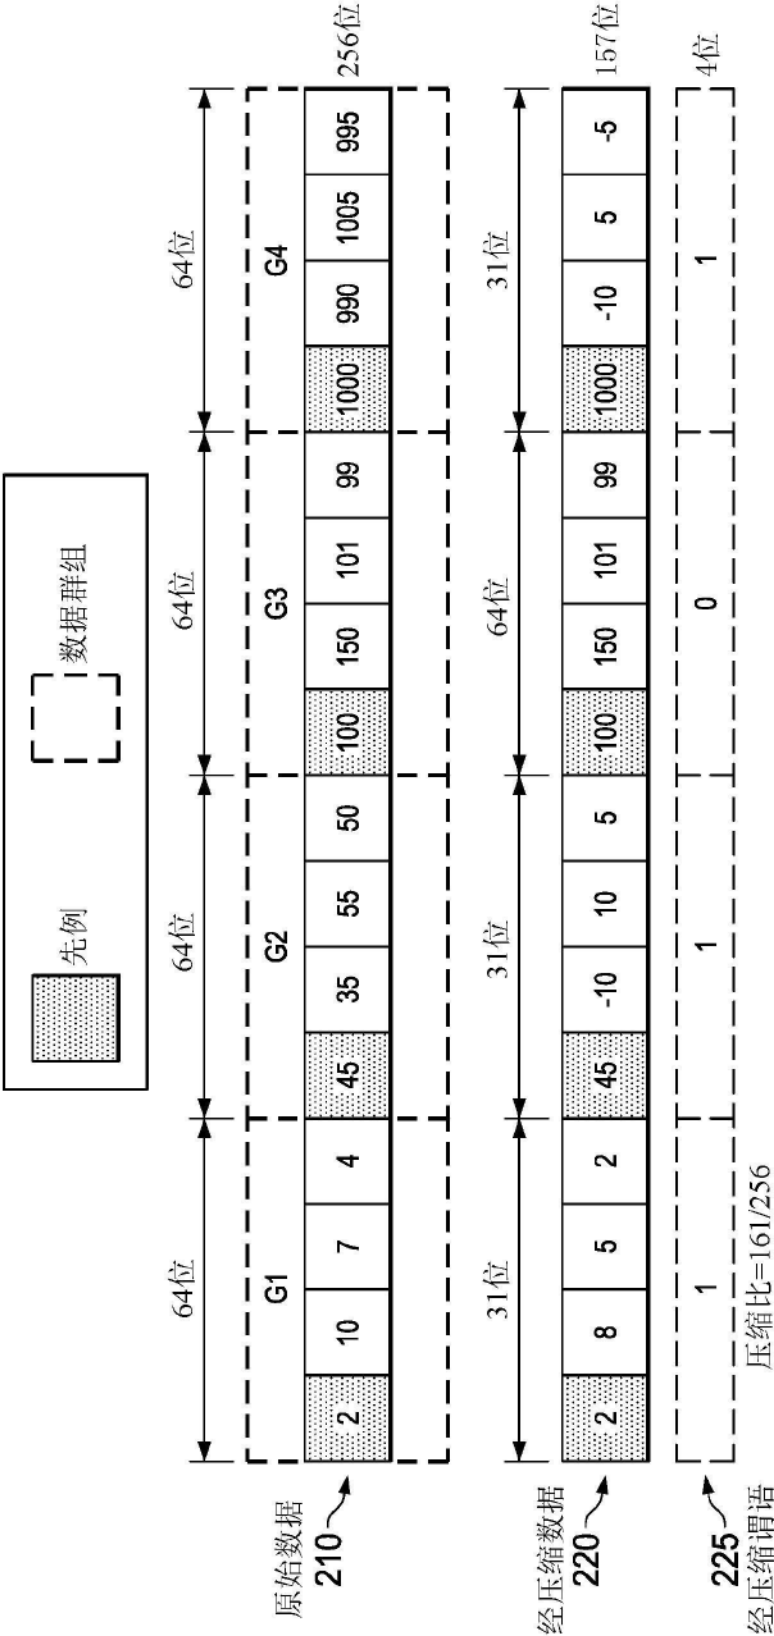 先例 数据群组
64位 64位 64位 64位
G1 G2 G3 G4
原始数据
210
2 10 7 4 45 35 55 50 100 150 101 99 1000 990 1005 995 256位
31位 31位 64位 31位
经压缩数据
220
2 8 5 2 45 -10 10 5 100 150 101 99 1000 -10 5 -5 157位
225
经压缩谓语
1 1 0 1 4位
压缩比=161/256